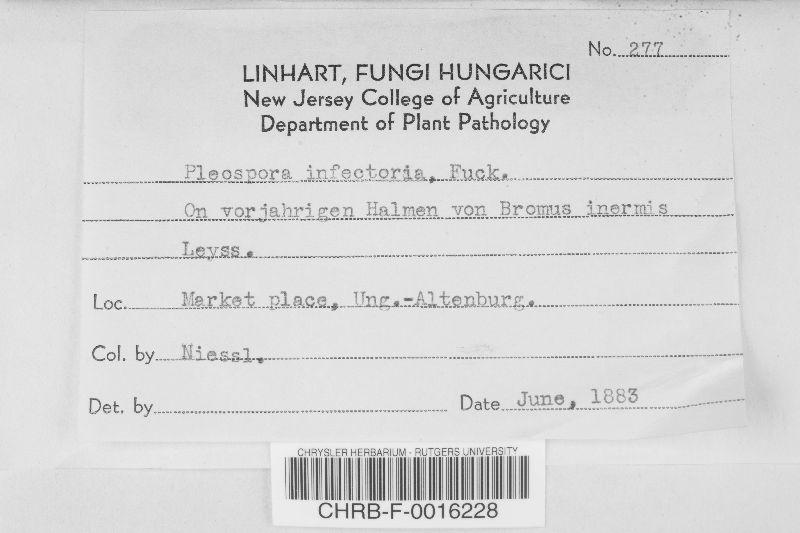 No. 277
LINHART, FUNGI HUNGARICI
New Jersey College of Agriculture
Department of Plant Pathology
Pleospora infectoria, Fuck.
On vorjahrigen Halmen von Bromus inermis
Leyss.
Loc. Market place, Ung.-Altenburg.
Col. by Niessl.
Det. by
Date June, 1883
CHRYSLER HERBARIUM - RUTGERS UNIVERSITY
CHRB-F-0016228